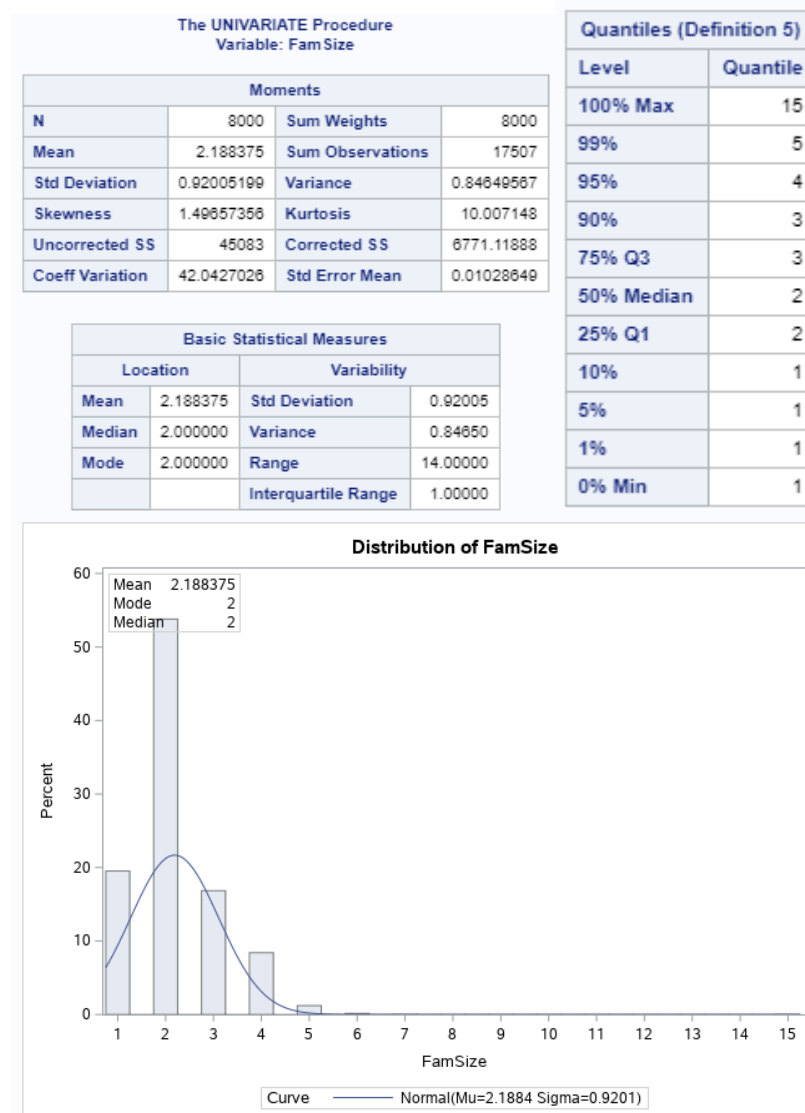 The UNIVARIATE Procedure
Variable: FamSize
Moments
N 8000 Sum Weights 8000
Mean 2.188375 Sum Observations 17507
Std Deviation 0.92005199 Variance 0.84649567
Skewness 1.49657356 Kurtosis 10.007148
Uncorrected SS 45083 Corrected SS 6771.11888
Coeff Variation 42.0427026 Std Error Mean 0.01028649
Basic Statistical Measures
Location Variability
Mean 2.188375 Std Deviation 0.92005
Median 2.000000 Variance 0.84650
Mode 2.000000 Range 14.00000
Interquartile Range 1.00000
Quantiles (Definition 5)
Level Quantile
100% Max 15
99% 5
95% 4
90% 3
75% Q3 3
50% Median 2
25% Q1 2
10% 1
5% 1
1% 1
0% Min 1
Distribution of FamSize
Mean 2.188375
Mode 2
Median 2
60
50
40
30
20
10
0
Percent
1 2 3 4 5 6 7 8 9 10 11 12 13 14 15
FamSize
Curve Normal(Mu=2.1884 Sigma=0.9201)